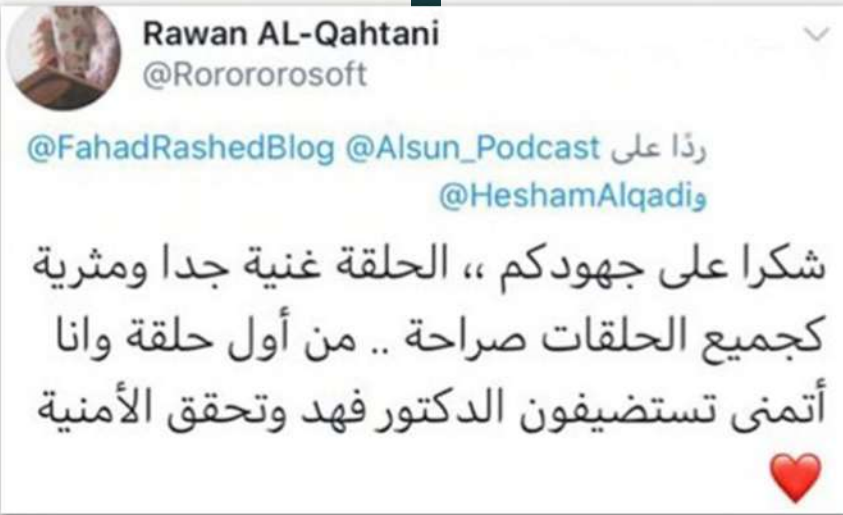 Rawan AL-Qahtani
@Rorororosoft
ردًا على @Alsun_Podcast @FahadRashedBlog
و@HeshamAlqadi
شكرا على جهودكم ،، الحلقة غنية جدا ومثرية
كجميع الحلقات صراحة .. من أول حلقة وانا
أتمنى تستضيفون الدكتور فهد وتحقق الأمنية
❤️